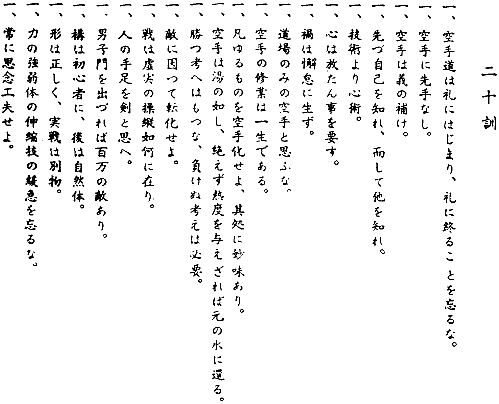 二十訓
一、空手道は礼にはじまり、礼に終ることを忘るな。
一、空手に先手なし。
一、空手は義の補け。
一、先づ自己を知れ、而して他を知れ。
一、技術より心術。
一、心は放たん事を要す。
一、禍は懈怠に生ず。
一、道場のみの空手と思ふな。
一、空手の修業は一生である。
一、凡ゆるものを空手化せよ、其処に妙味あり。
一、空手は湯の如し、絶えず熱度を与えざれば元の水に還る。
一、勝つ考へはもつな、負けぬ考えは必要。
一、敵に因って転化せよ。
一、戦は虚実の操縦如何に在り。
一、人の手足を剣と思へ。
一、男子門を出づれば百万の敵あり。
一、構は初心者に、後は自然体。
一、形は正しく、実戦は別物。
一、力の強弱体の伸縮技の緩急を忘るな。
一、常に思念工夫せよ。